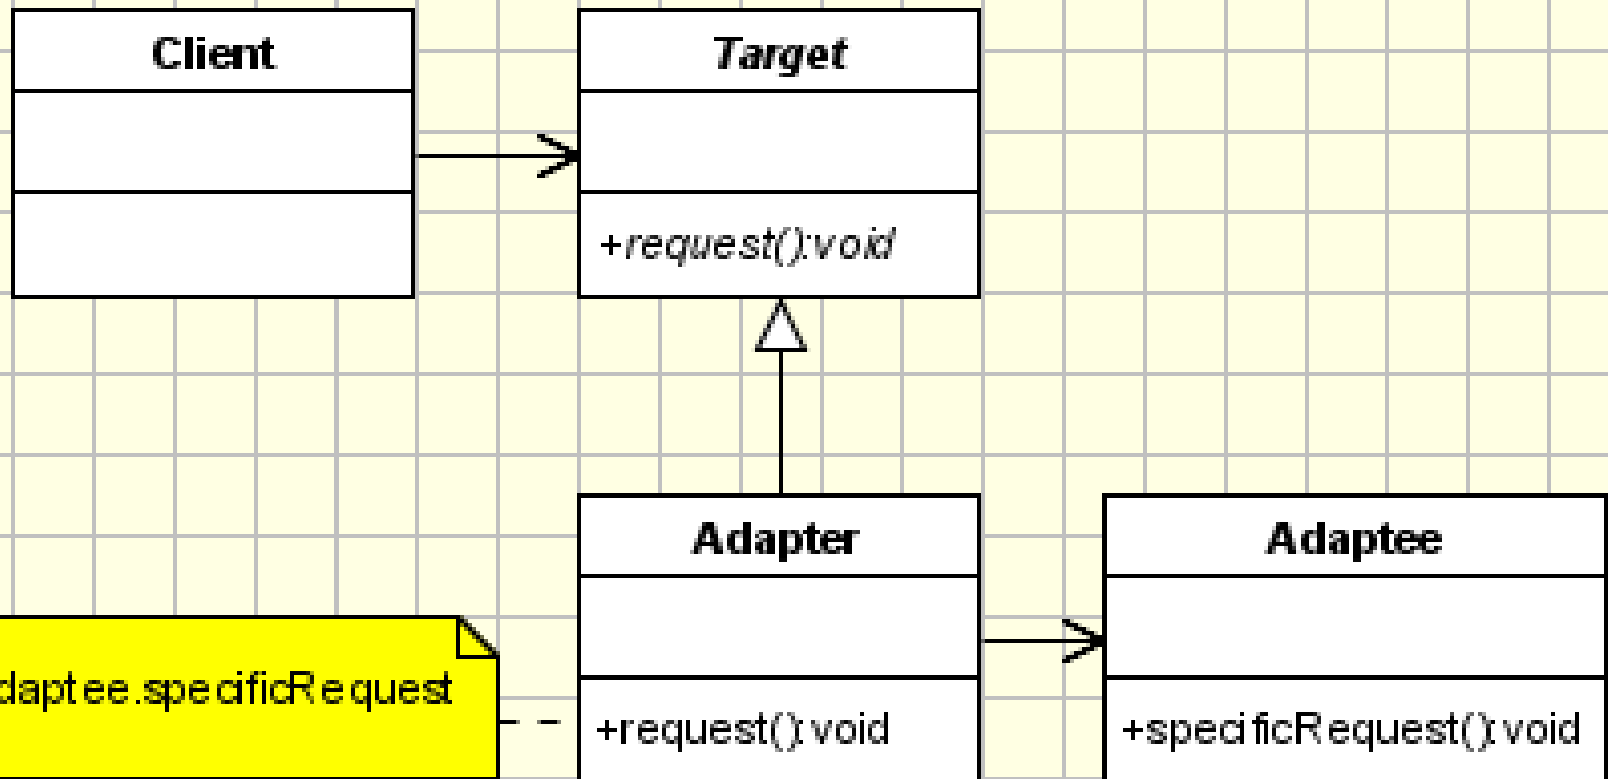 Client
Target
+request():void
Adapter
Adaptee
daptee.specificRequest
+request():void
+specificRequest():void